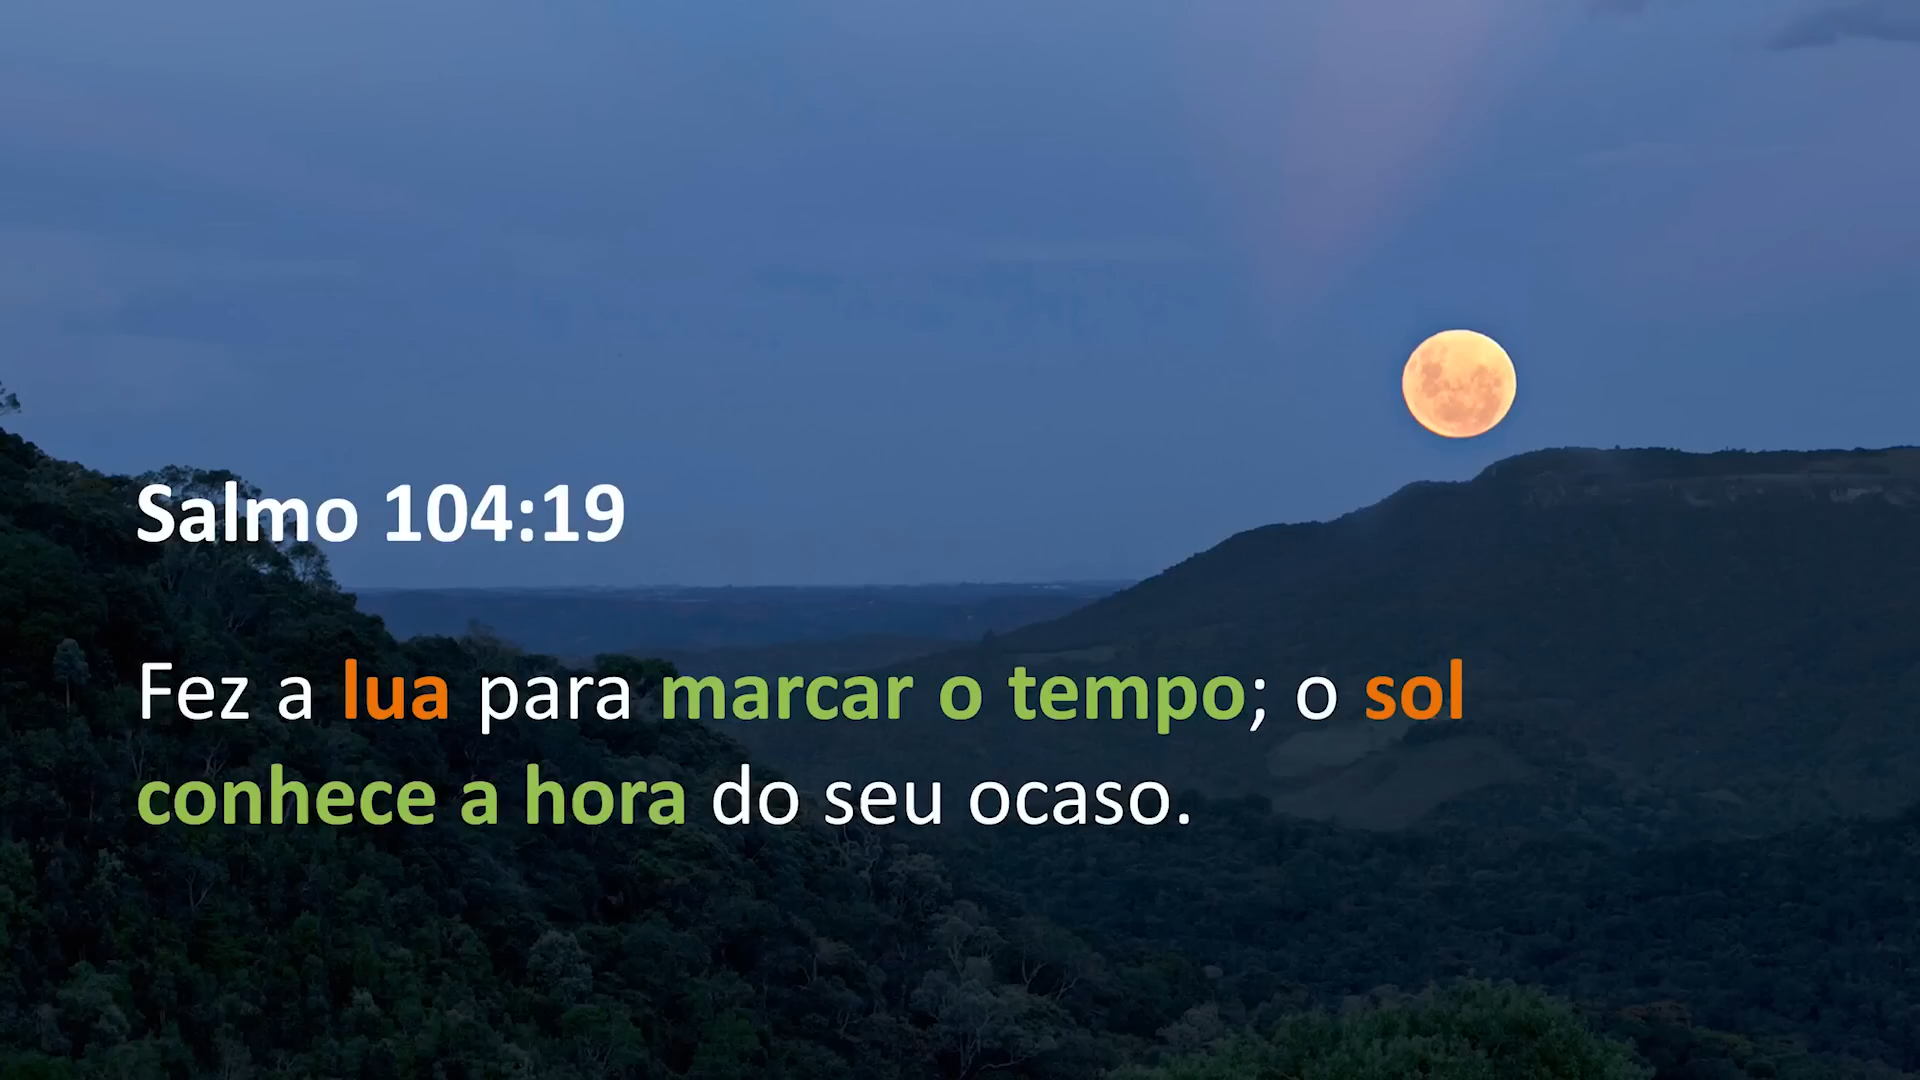 Salmo 104:19
Fez a lua para marcar o tempo; o sol
conhece a hora do seu ocaso.